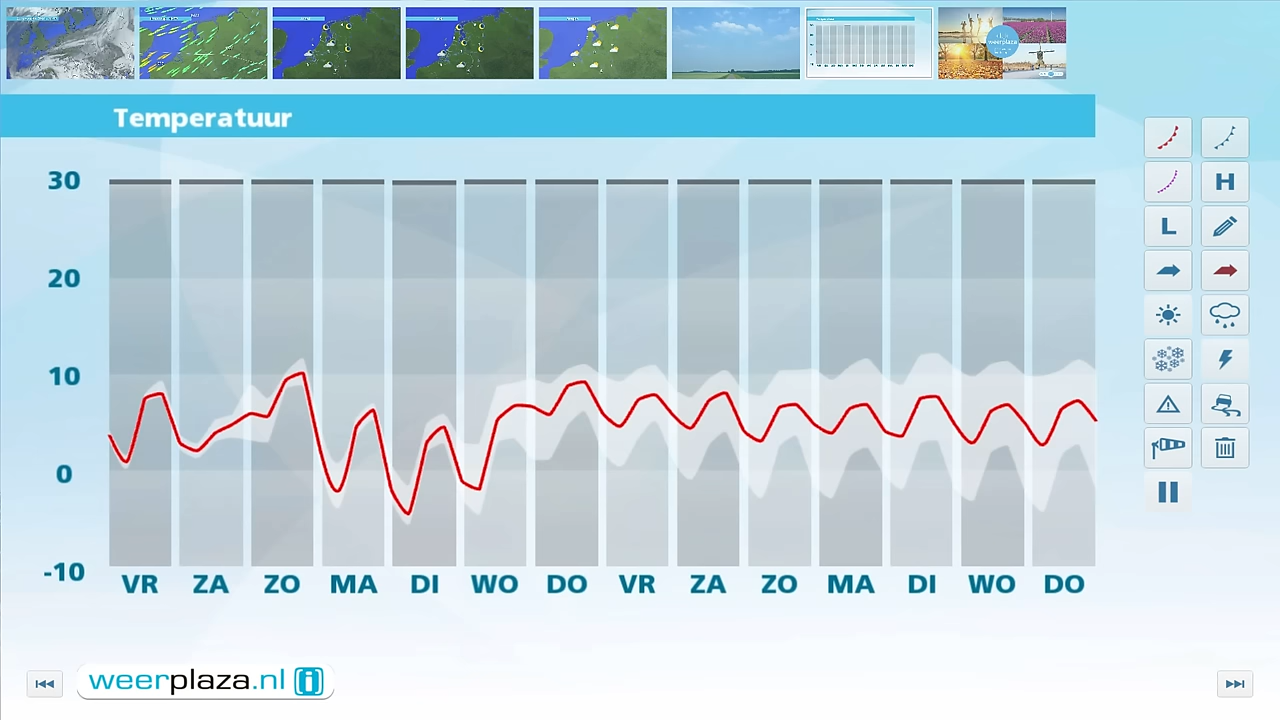 weerplaza
Temperatuur
30
20
10
0
-10
VR ZA ZO MA DI WO DO VR ZA ZO MA DI WO DO
H
L
weerplaza.nl